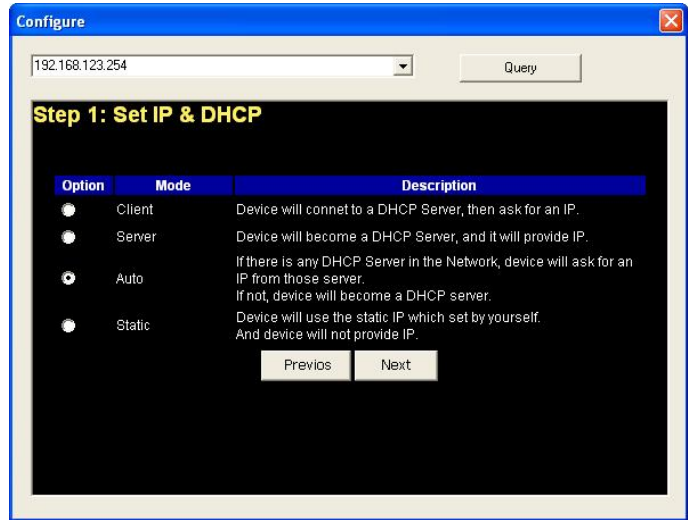 Configure
192.168.123.254
Query
Step 1: Set IP & DHCP
Option Mode Description
Client Device will connet to a DHCP Server, then ask for an IP.
Server Device will become a DHCP Server, and it will provide IP.
Auto If there is any DHCP Server in the Network, device will ask for an
IP from those server.
If not, device will become a DHCP server.
Static Device will use the static IP which set by yourself.
And device will not provide IP.
Previos Next